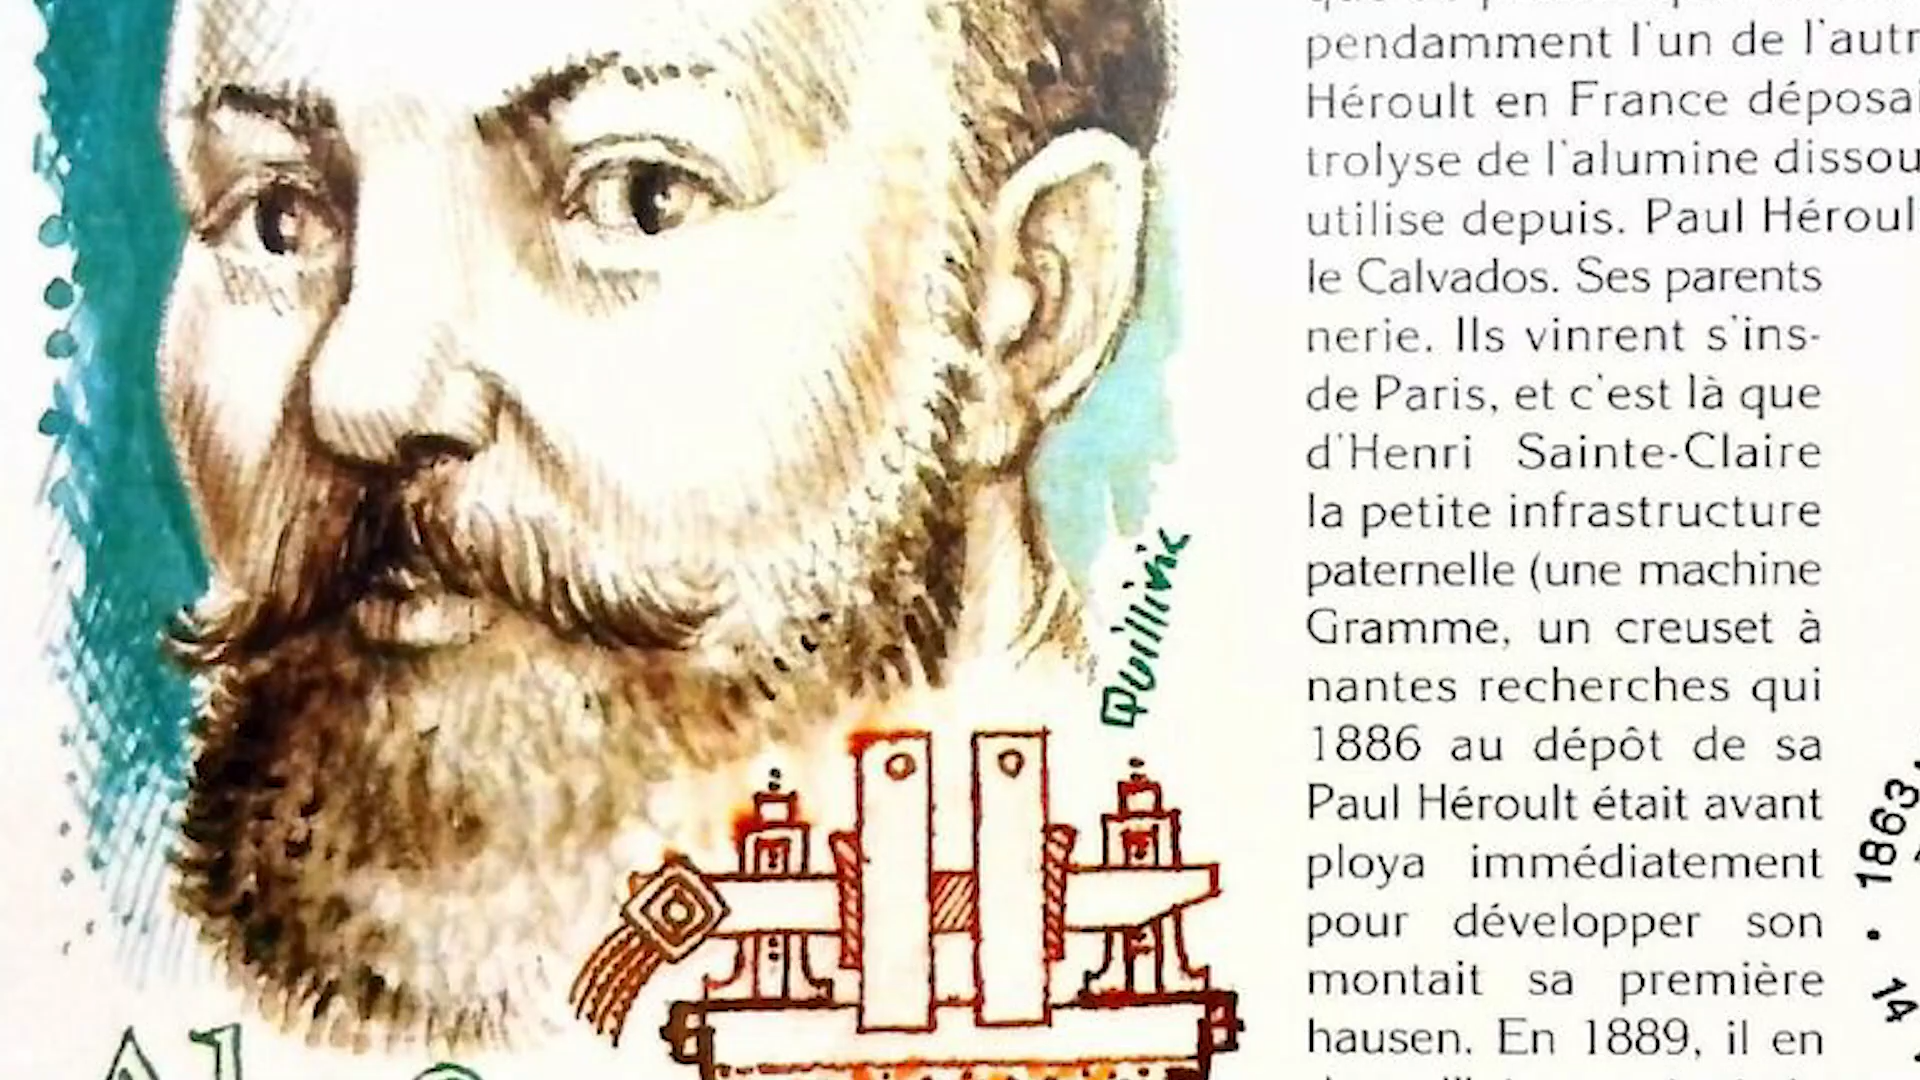 pendamment l'un de l'autr
Héroult en France déposai
trolyse de l'alumine dissou
utilise depuis. Paul Héroul
le Calvados. Ses parents
nerie. Ils vinrent s'ins-
de Paris, et c'est là que
d'Henri Sainte-Claire
la petite infrastructure
paternelle (une machine
Gramme, un creuset à
nantes recherches qui
1886 au dépôt de sa
Paul Héroult était avant
ploya immédiatement
pour développer son
montait sa première
hausen. En 1889, il en
Quillivic
1863
• 14